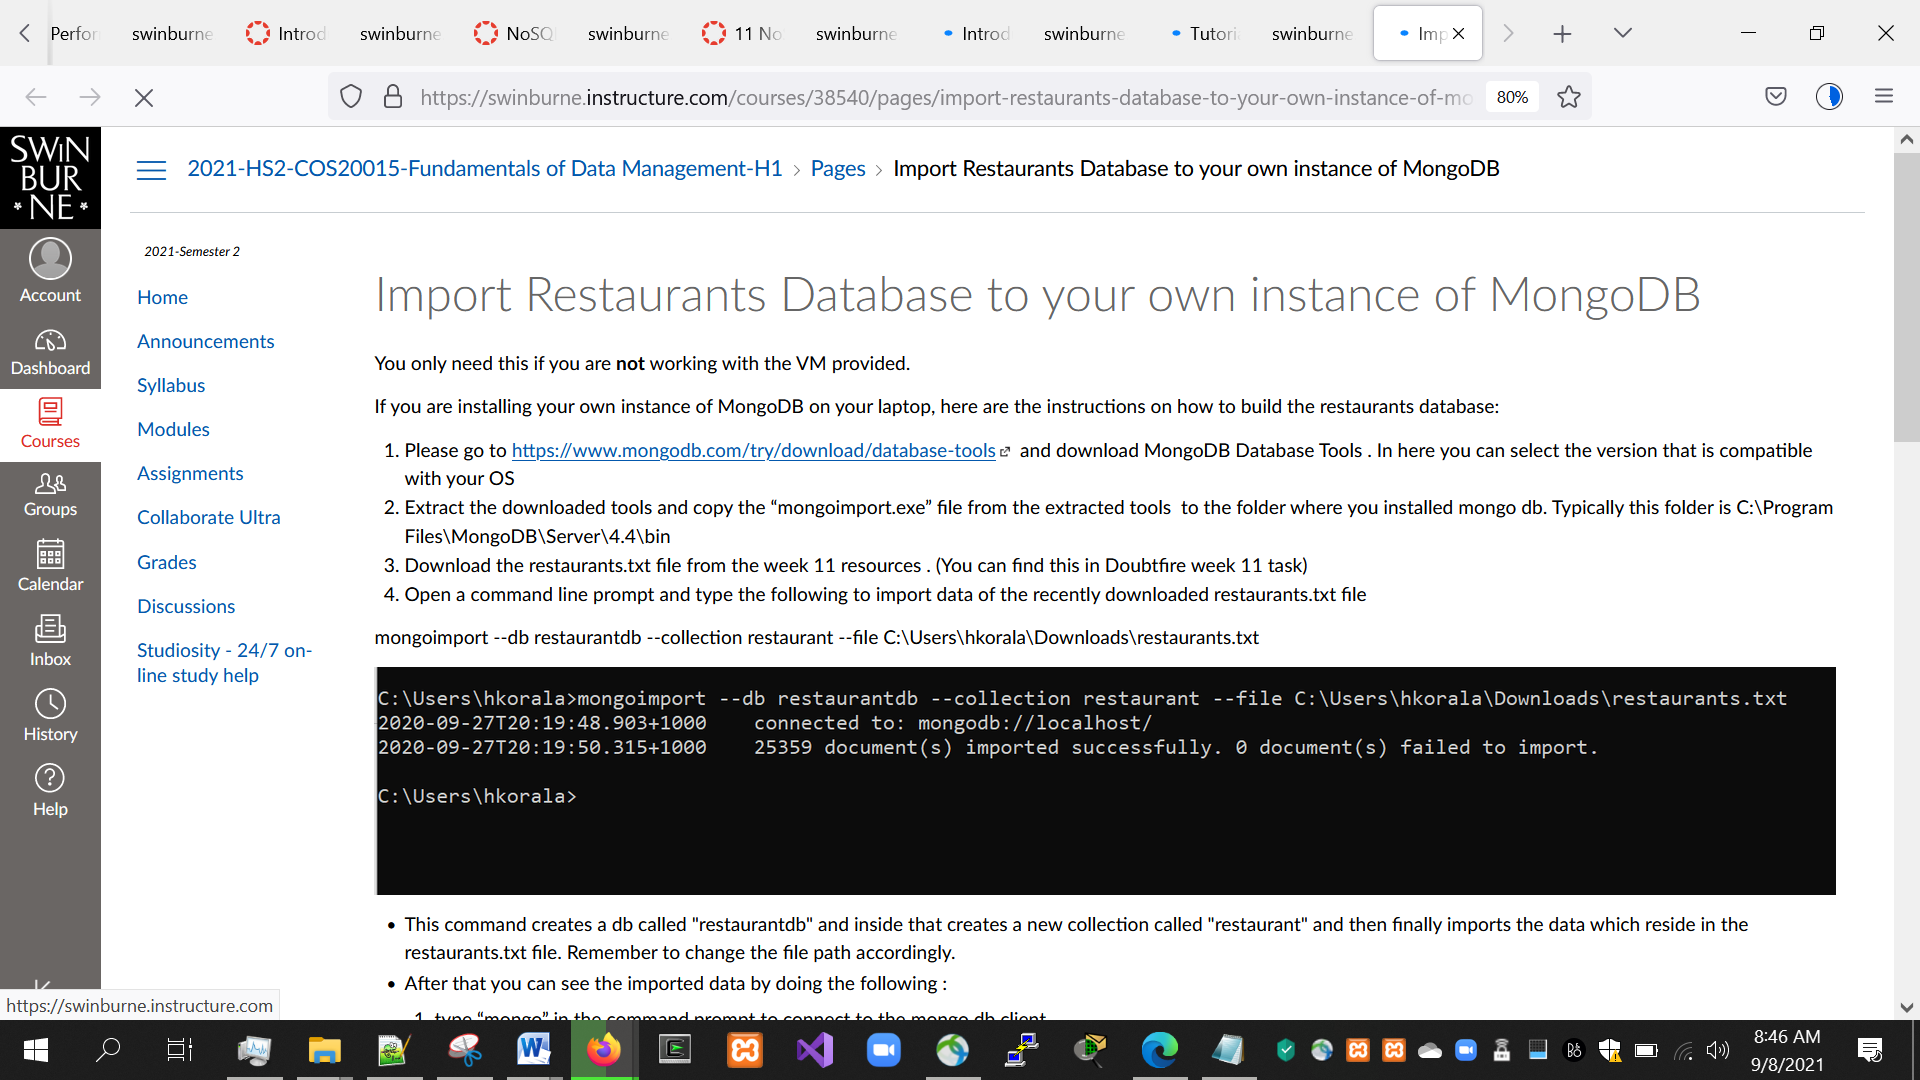 Perfor
swinburne
Introd
swinburne
NoSQ
swinburne
11 No
swinburne
Introd
swinburne
Tutori
swinburne
Imp
https://swinburne.instructure.com/courses/38540/pages/import-restaurants-database-to-your-own-instance-of-mo
80%
SWIN
BUR
NE
2021-HS2-COS20015-Fundamentals of Data Management-H1 > Pages > Import Restaurants Database to your own instance of MongoDB
Account
Dashboard
Courses
Groups
Calendar
Inbox
History
Help
2021-Semester 2
Home
Announcements
Syllabus
Modules
Assignments
Collaborate Ultra
Grades
Discussions
Studiosity - 24/7 on-
line study help
Import Restaurants Database to your own instance of MongoDB
You only need this if you are not working with the VM provided.
If you are installing your own instance of MongoDB on your laptop, here are the instructions on how to build the restaurants database:
1. Please go to https://www.mongodb.com/try/download/database-tools and download MongoDB Database Tools . In here you can select the version that is compatible
with your OS
2. Extract the downloaded tools and copy the “mongoimport.exe” file from the extracted tools to the folder where you installed mongo db. Typically this folder is C:\Program
Files\MongoDB\Server\4.4\bin
3. Download the restaurants.txt file from the week 11 resources . (You can find this in Doubtfire week 11 task)
4. Open a command line prompt and type the following to import data of the recently downloaded restaurants.txt file
mongoimport --db restaurantdb --collection restaurant --file C:\Users\hkorala\Downloads\restaurants.txt
C:\Users\hkorala>mongoimport --db restaurantdb --collection restaurant --file C:\Users\hkorala\Downloads\restaurants.txt
2020-09-27T20:19:48.903+1000 connected to: mongodb://localhost/
2020-09-27T20:19:50.315+1000 25359 document(s) imported successfully. 0 document(s) failed to import.
C:\Users\hkorala>
• This command creates a db called "restaurantdb" and inside that creates a new collection called "restaurant" and then finally imports the data which reside in the
restaurants.txt file. Remember to change the file path accordingly.
• After that you can see the imported data by doing the following :
1. type “mongo” in the command prompt to connect to the mongo db client
https://swinburne.instructure.com
8:46 AM
9/8/2021